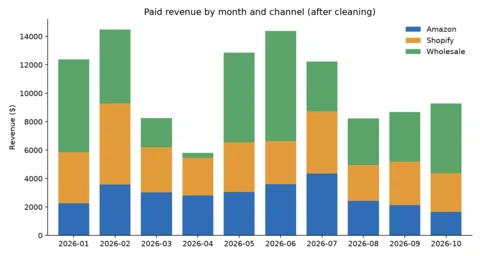 Paid revenue by month and channel (after cleaning)
Amazon
Shopify
Wholesale
Revenue ($)
14000
12000
10000
8000
6000
4000
2000
0
2026-01 2026-02 2026-03 2026-04 2026-05 2026-06 2026-07 2026-08 2026-09 2026-10